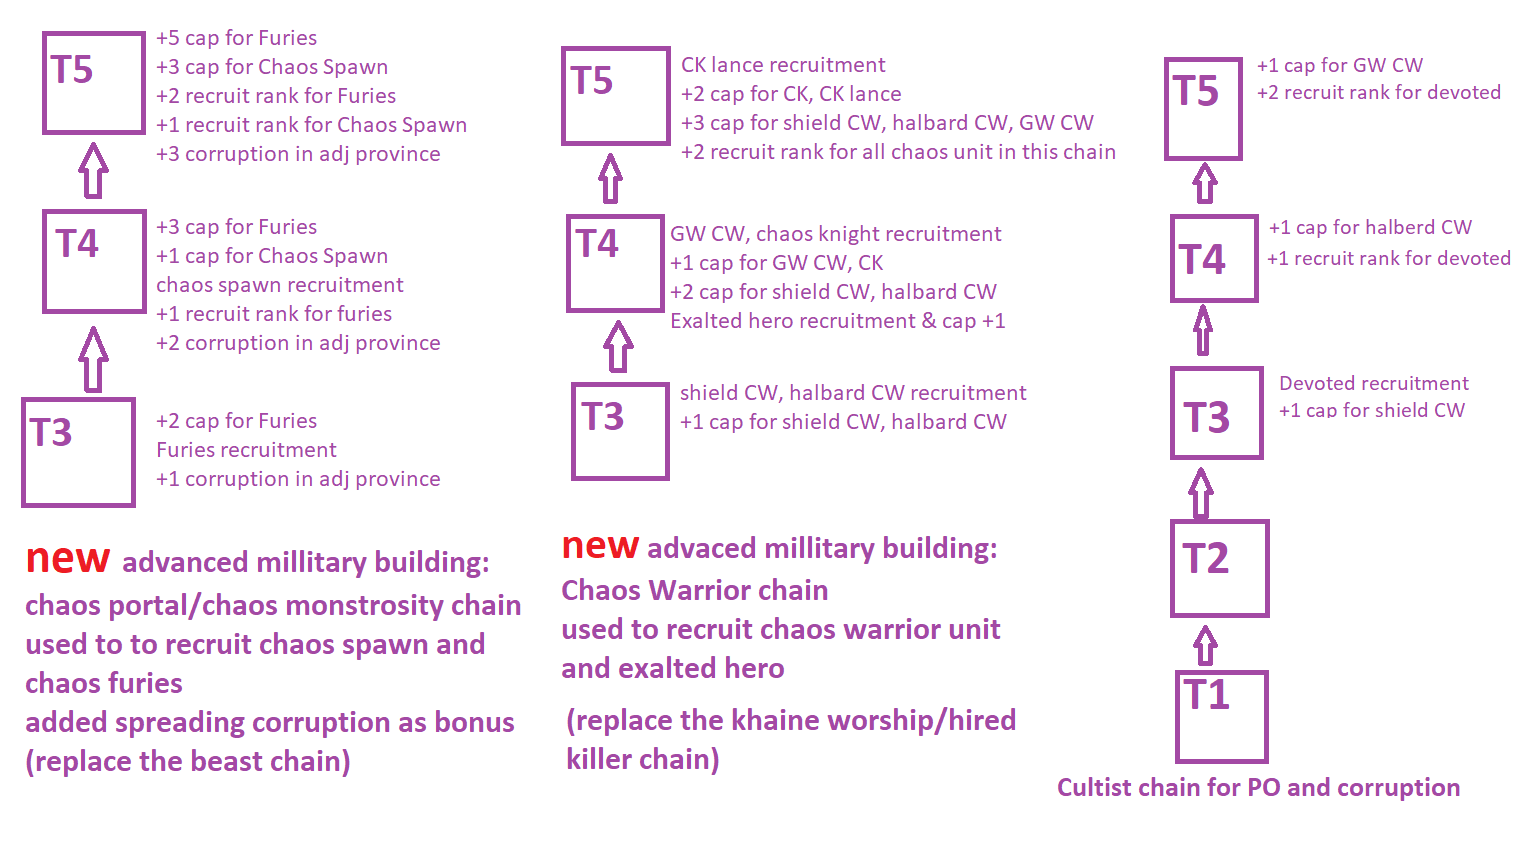 T5
+5 cap for Furies
+3 cap for Chaos Spawn
+2 recruit rank for Furies
+1 recruit rank for Chaos Spawn
+3 corruption in adj province
T4
+3 cap for Furies
+1 cap for Chaos Spawn
chaos spawn recruitment
+1 recruit rank for furies
+2 corruption in adj province
T3
+2 cap for Furies
Furies recruitment
+1 corruption in adj province
new advanced millitary building:
chaos portal/chaos monstrosity chain
used to to recruit chaos spawn and
chaos furies
added spreading corruption as bonus
(replace the beast chain)
T5
CK lance recruitment
+2 cap for CK, CK lance
+3 cap for shield CW, halbard CW, GW CW
+2 recruit rank for all chaos unit in this chain
T4
GW CW, chaos knight recruitment
+1 cap for GW CW, CK
+2 cap for shield CW, halbard CW
Exalted hero recruitment & cap +1
T3
shield CW, halbard CW recruitment
+1 cap for shield CW, halbard CW
new advaced millitary building:
Chaos Warrior chain
used to recruit chaos warrior unit
and exalted hero
(replace the khaine worship/hired
killer chain)
T5
+1 cap for GW CW
+2 recruit rank for devoted
T4
+1 cap for halberd CW
+1 recruit rank for devoted
T3
Devoted recruitment
+1 cap for shield CW
T2
T1
Cultist chain for PO and corruption